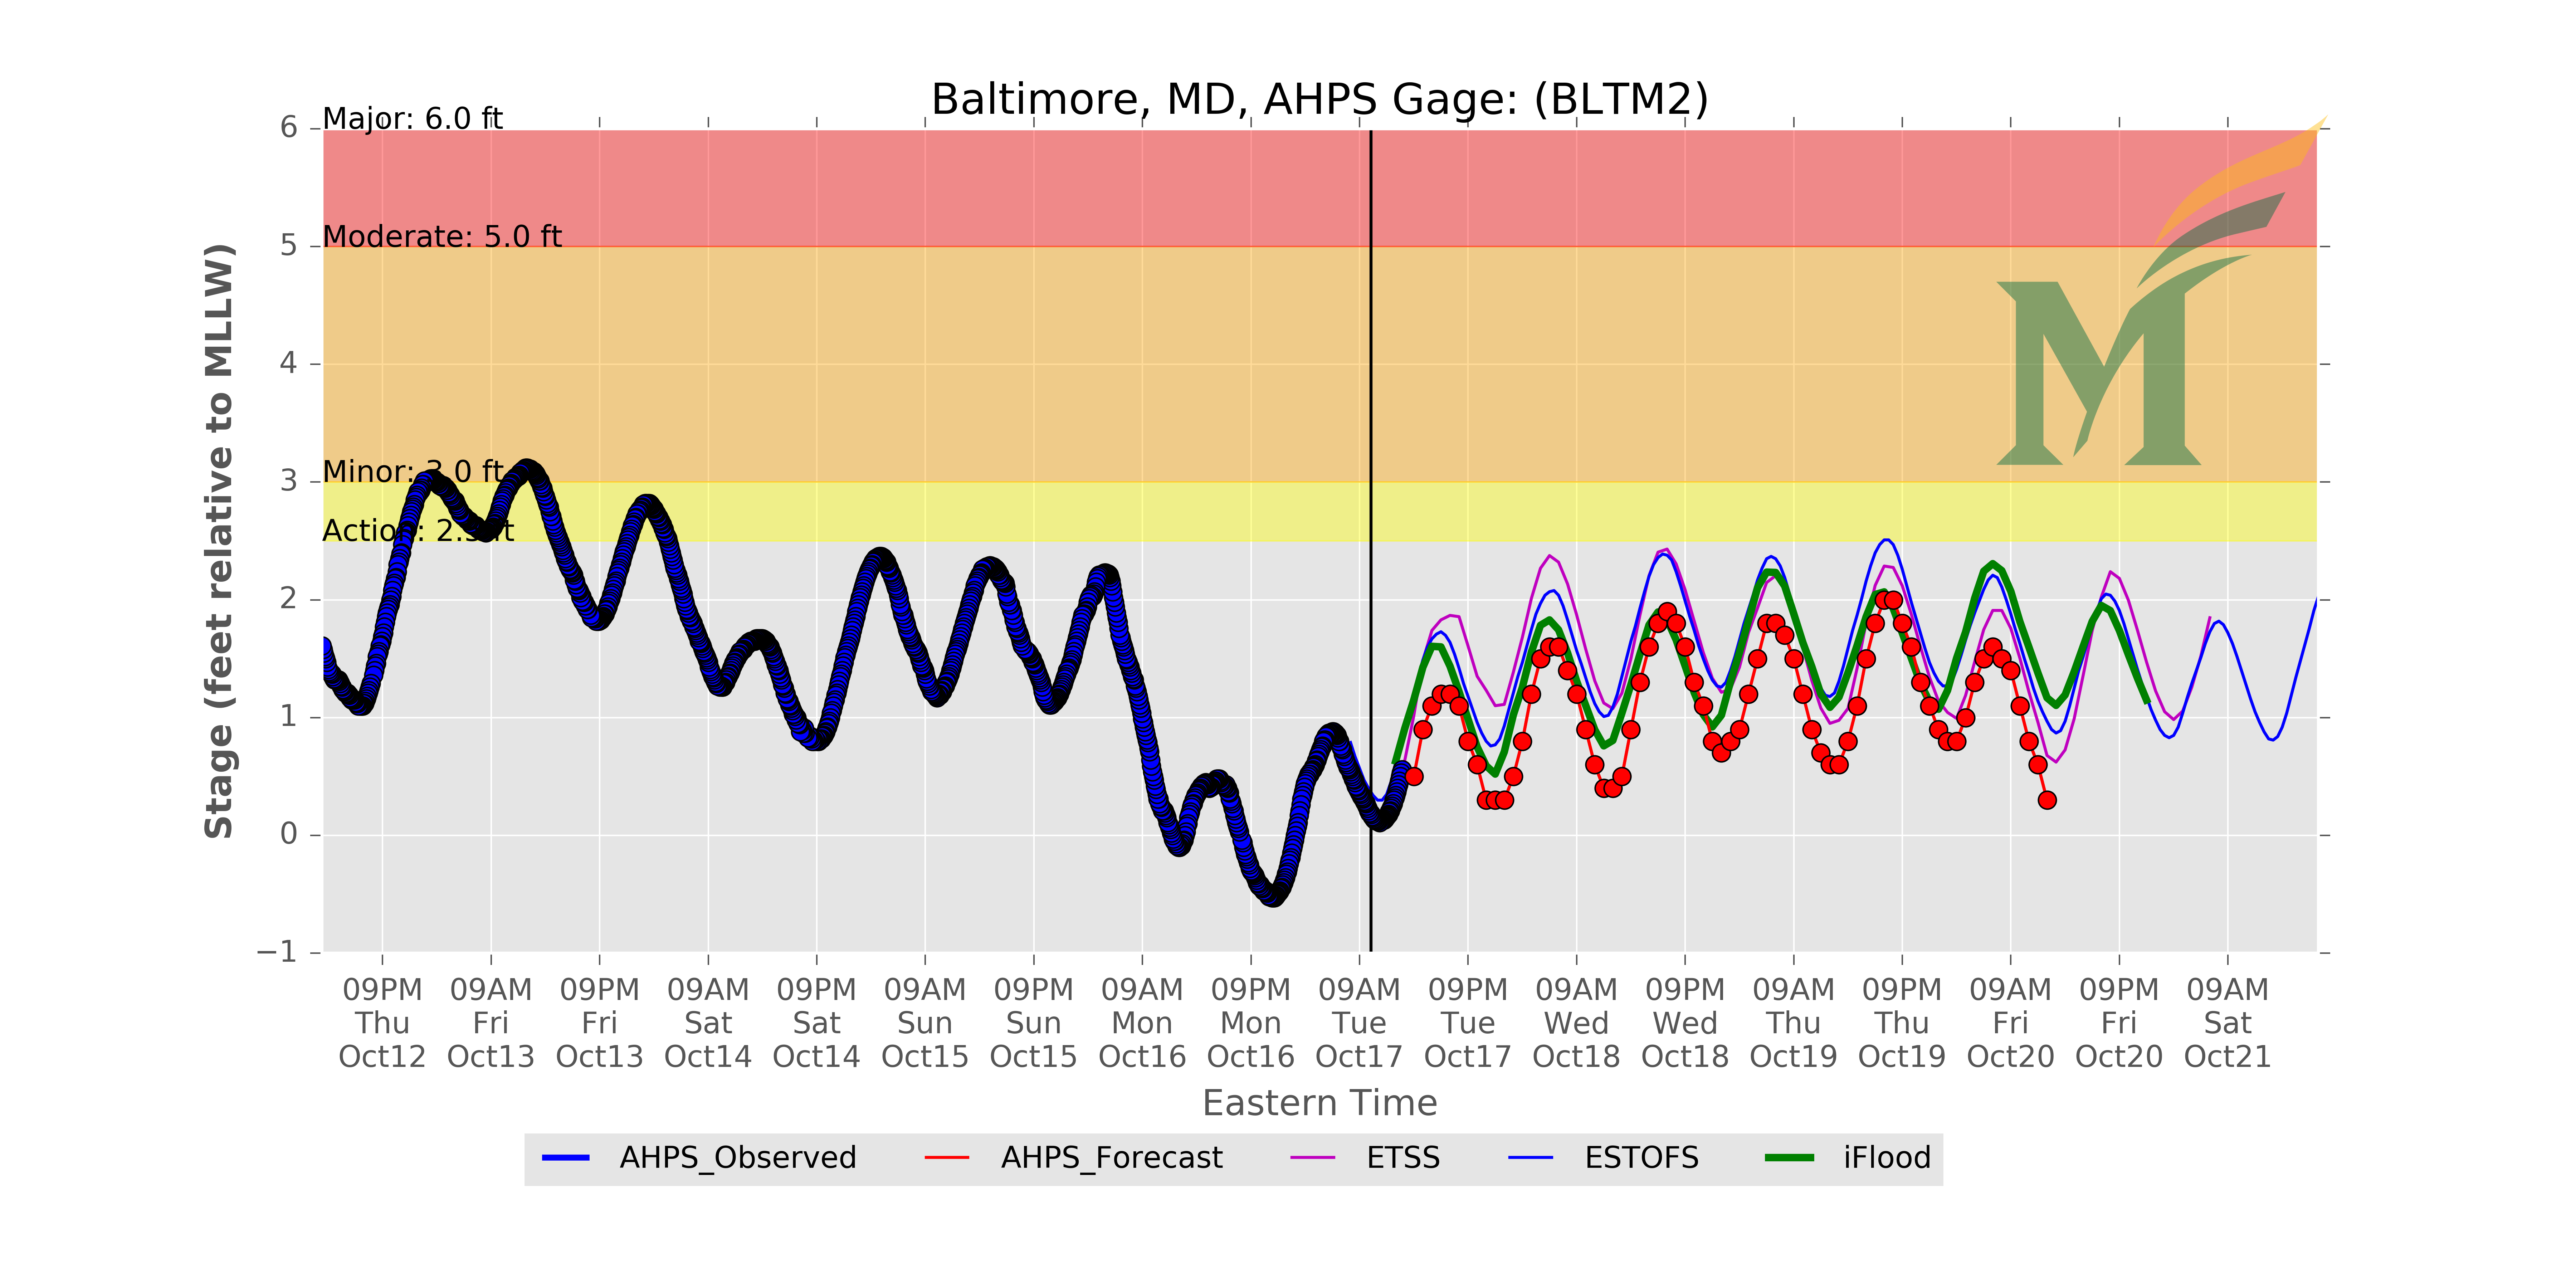 Baltimore, MD, AHPS Gage: (BLTM2)
Major: 6.0 ft
Moderate: 5.0 ft
Minor: 3.0 ft
Action: 2.5 ft
6
5
4
3
2
1
0
−1
Stage (feet relative to MLLW)
09PM 09AM 09PM 09AM 09PM 09AM 09PM 09AM 09PM 09AM 09PM 09AM 09PM 09AM 09PM 09AM 09PM 09AM
Thu Fri Fri Sat Sat Sun Sun Mon Mon Tue Tue Wed Wed Thu Thu Fri Fri Sat
Oct12 Oct13 Oct13 Oct14 Oct14 Oct15 Oct15 Oct16 Oct16 Oct17 Oct17 Oct18 Oct18 Oct19 Oct19 Oct20 Oct20 Oct21
Eastern Time
AHPS_Observed AHPS_Forecast ETSS ESTOFS iFlood
M